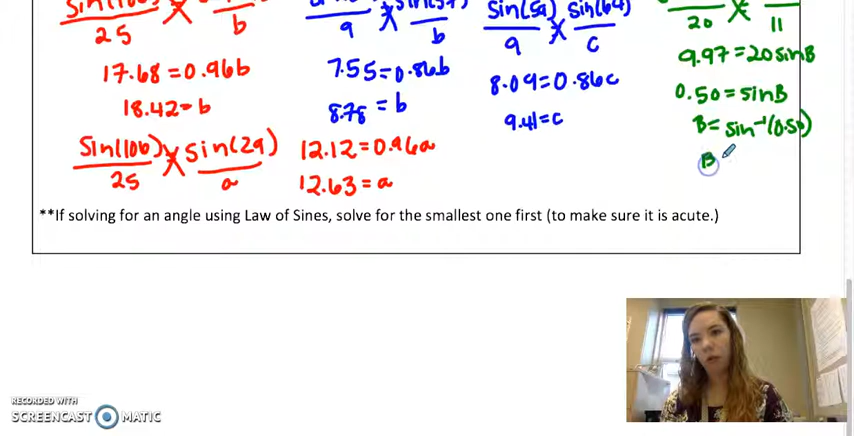 25
b
17.68=0.96b
18.42=b
sin(106) sin(29)
25 a
12.12=0.96a
12.63=a
9
b
7.55=0.86b
8.78=b
sin(59) sin(64)
9 c
8.09=0.86c
9.41=c
20 11
9.97=20sinB
0.50=sinB
B=sin⁻¹(0.50)
B
**If solving for an angle using Law of Sines, solve for the smallest one first (to make sure it is acute.)
RECORDED WITH
SCREENCAST MATIC